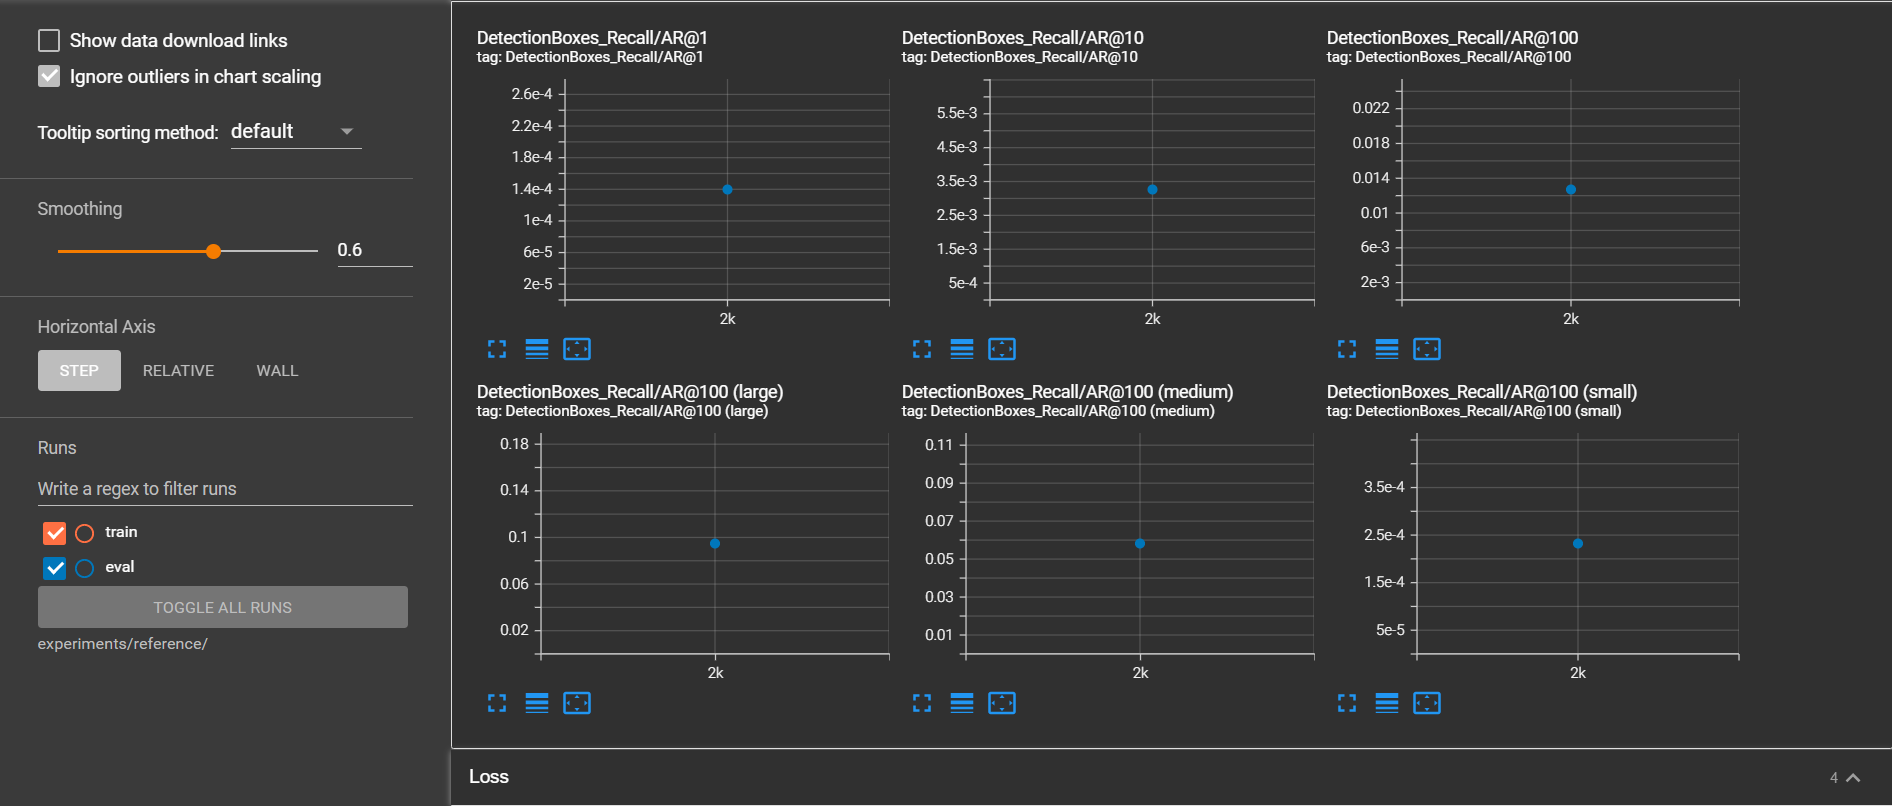 Show data download links
Ignore outliers in chart scaling
Tooltip sorting method: default
Smoothing
0.6
Horizontal Axis
STEP RELATIVE WALL
Runs
Write a regex to filter runs
train
eval
TOGGLE ALL RUNS
experiments/reference/
DetectionBoxes_Recall/AR@1
tag: DetectionBoxes_Recall/AR@1
2.6e-4
2.2e-4
1.8e-4
1.4e-4
1e-4
6e-5
2e-5
2k
DetectionBoxes_Recall/AR@10
tag: DetectionBoxes_Recall/AR@10
5.5e-3
4.5e-3
3.5e-3
2.5e-3
1.5e-3
5e-4
2k
DetectionBoxes_Recall/AR@100
tag: DetectionBoxes_Recall/AR@100
0.022
0.018
0.014
0.01
6e-3
2e-3
2k
DetectionBoxes_Recall/AR@100 (large)
tag: DetectionBoxes_Recall/AR@100 (large)
0.18
0.14
0.1
0.06
0.02
2k
DetectionBoxes_Recall/AR@100 (medium)
tag: DetectionBoxes_Recall/AR@100 (medium)
0.11
0.09
0.07
0.05
0.03
0.01
2k
DetectionBoxes_Recall/AR@100 (small)
tag: DetectionBoxes_Recall/AR@100 (small)
3.5e-4
2.5e-4
1.5e-4
5e-5
2k
Loss
4